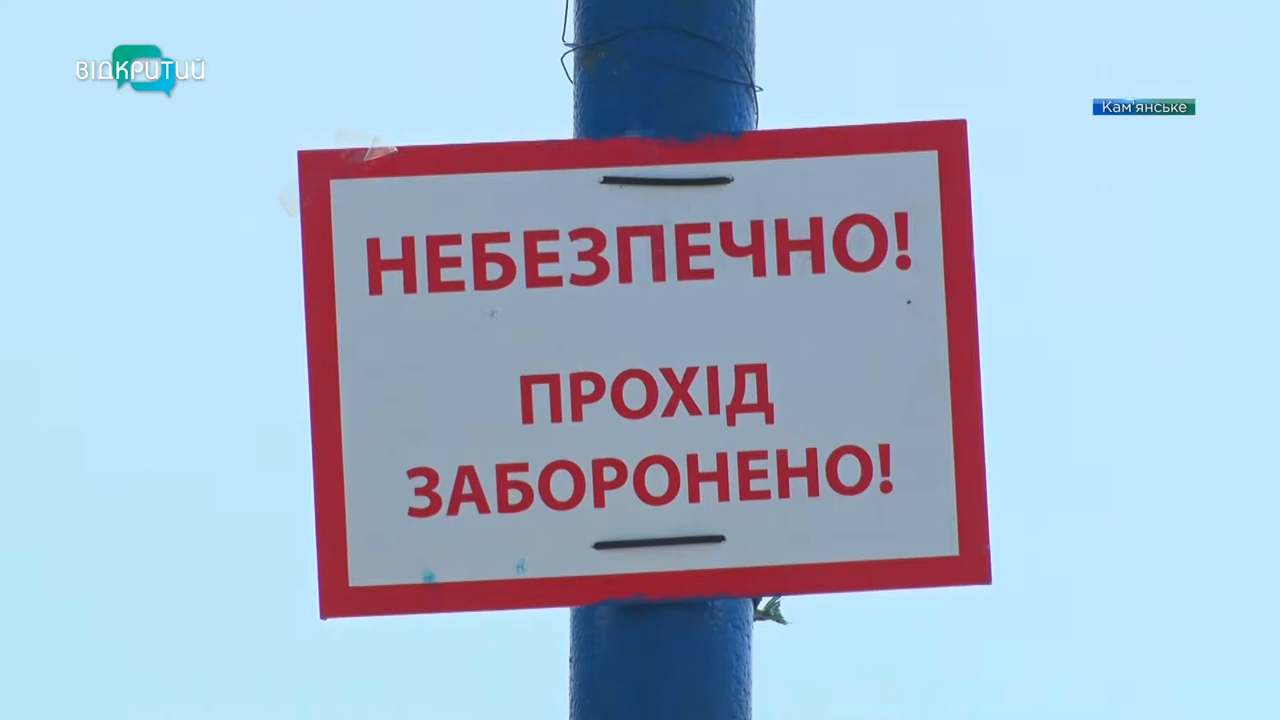 ВІДКРИТИЙ
Кам'янське
НЕБЕЗПЕЧНО!
ПРОХІД
ЗАБОРОНЕНО!